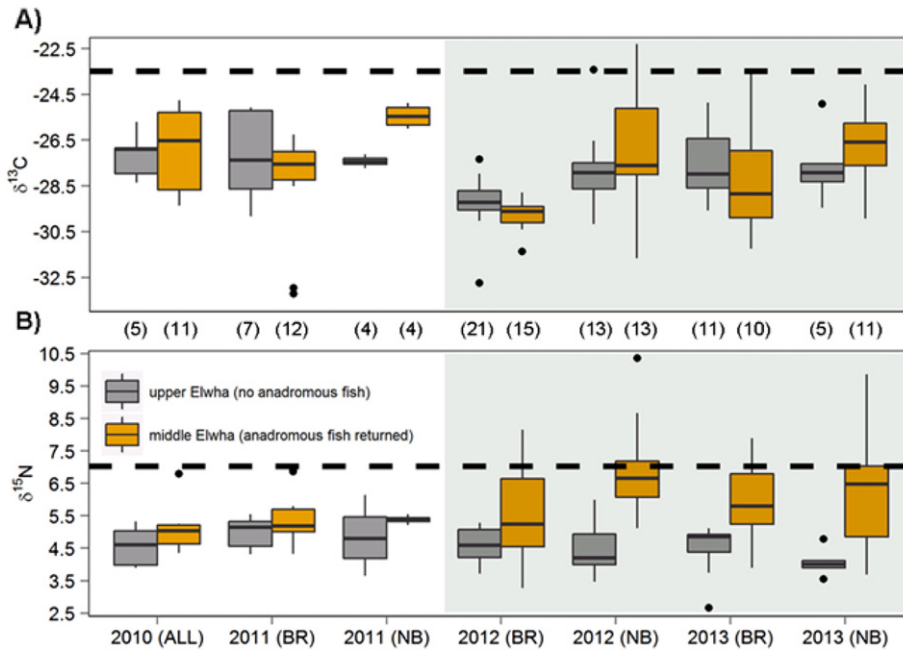 A)
-22.5
-24.5
-26.5
-28.5
-30.5
-32.5
δ13C
(5) (11) (7) (12) (4) (4) (21) (15) (13) (13) (11) (10) (5) (11)
B)
10.5
9.5
8.5
7.5
6.5
5.5
4.5
3.5
2.5
δ15N
upper Elwha (no anadromous fish)
middle Elwha (anadromous fish returned)
2010 (ALL) 2011 (BR) 2011 (NB) 2012 (BR) 2012 (NB) 2013 (BR) 2013 (NB)